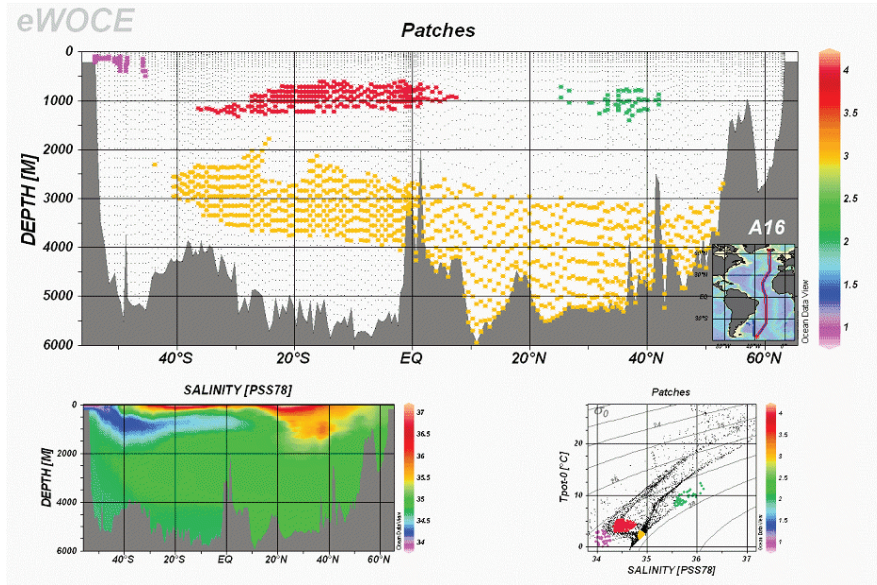 eWOCE
Patches
0
1000
2000
3000
4000
5000
6000
DEPTH [M]
40°S
20°S
EQ
20°N
40°N
60°N
A16
Ocean Data View
4
3.5
3
2.5
2
1.5
1
SALINITY [PSS78]
0
2000
4000
6000
DEPTH [M]
40°S
20°S
EQ
20°N
40°N
60°N
37
36.5
36
35.5
35
34.5
34
Ocean Data View
Patches
σ0
20
10
0
Tpot-0 [°C]
34
35
36
37
SALINITY [PSS78]
4
3.5
3
2.5
2
1.5
1
Ocean Data View